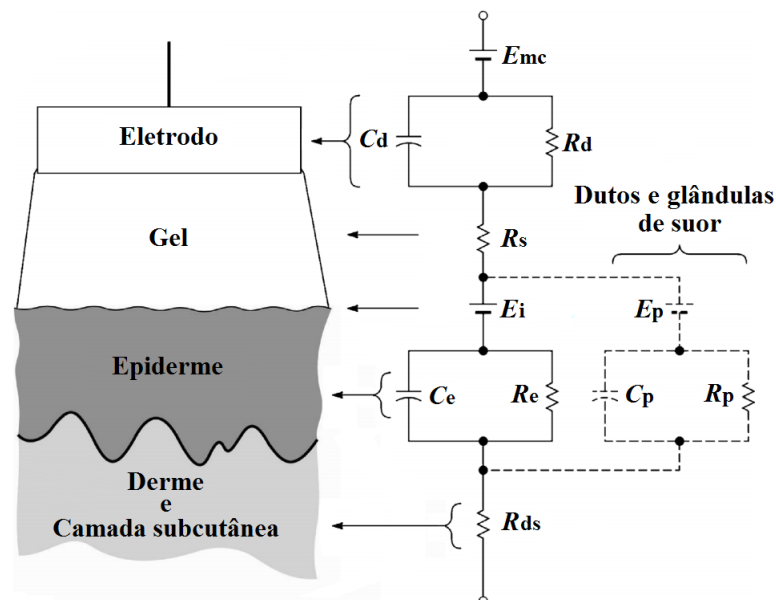 Emc
Eletrodo
Cd
Rd
Dutos e glândulas
de suor
Gel
Rs
Ei
Ep
Epiderme
Ce
Re
Cp
Rp
Derme
e
Camada subcutânea
Rds